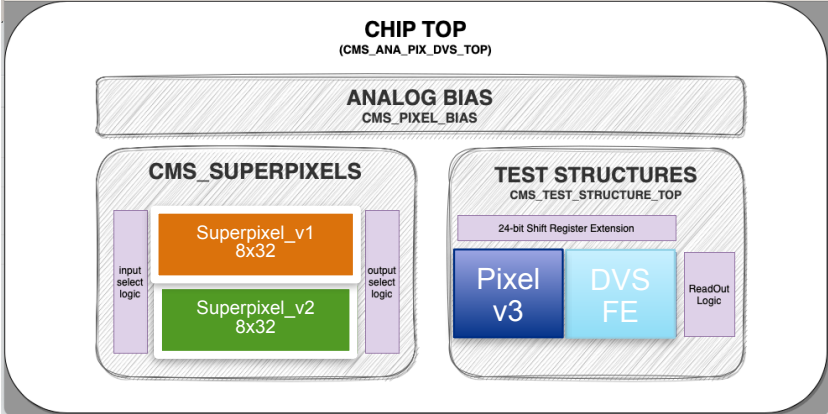 CHIP TOP
(CMS_ANA_PIX_DVS_TOP)
ANALOG BIAS
CMS_PIXEL_BIAS
CMS_SUPERPIXELS
input
select
logic
Superpixel_v1
8x32
Superpixel_v2
8x32
output
select
logic
TEST STRUCTURES
CMS_TEST_STRUCTURE_TOP
24-bit Shift Register Extension
Pixel
v3
DVS
FE
ReadOut
Logic